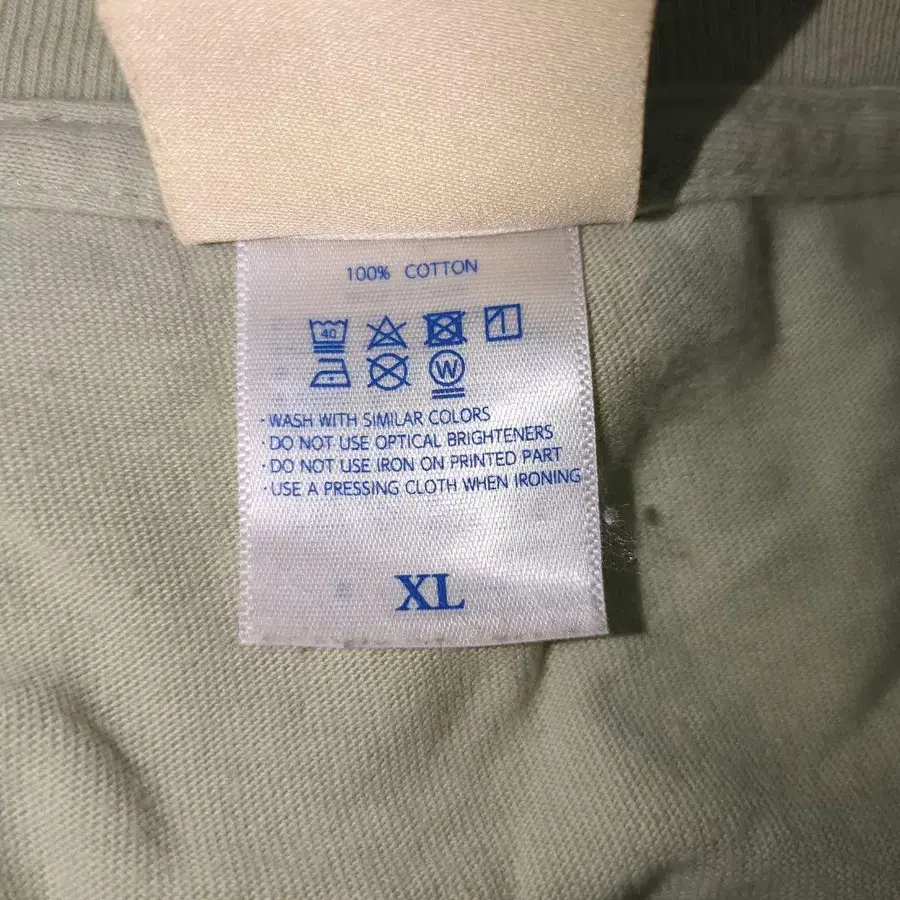 100% COTTON
40
W
· WASH WITH SIMILAR COLORS
· DO NOT USE OPTICAL BRIGHTENERS
· DO NOT USE IRON ON PRINTED PART
· USE A PRESSING CLOTH WHEN IRONING
XL